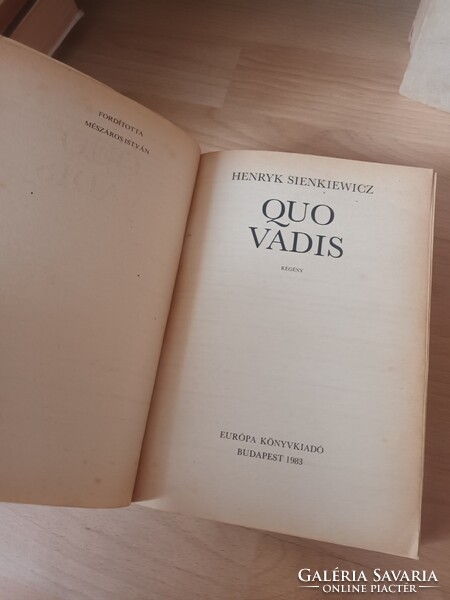 FORDÍTOTTA
MÉSZÁROS ISTVÁN
HENRYK SIENKIEWICZ
QUO
VADIS
REGÉNY
EURÓPA KÖNYVKIADÓ
BUDAPEST 1983
GALÉRIA SAVARIA
ONLINE PIACTÉR